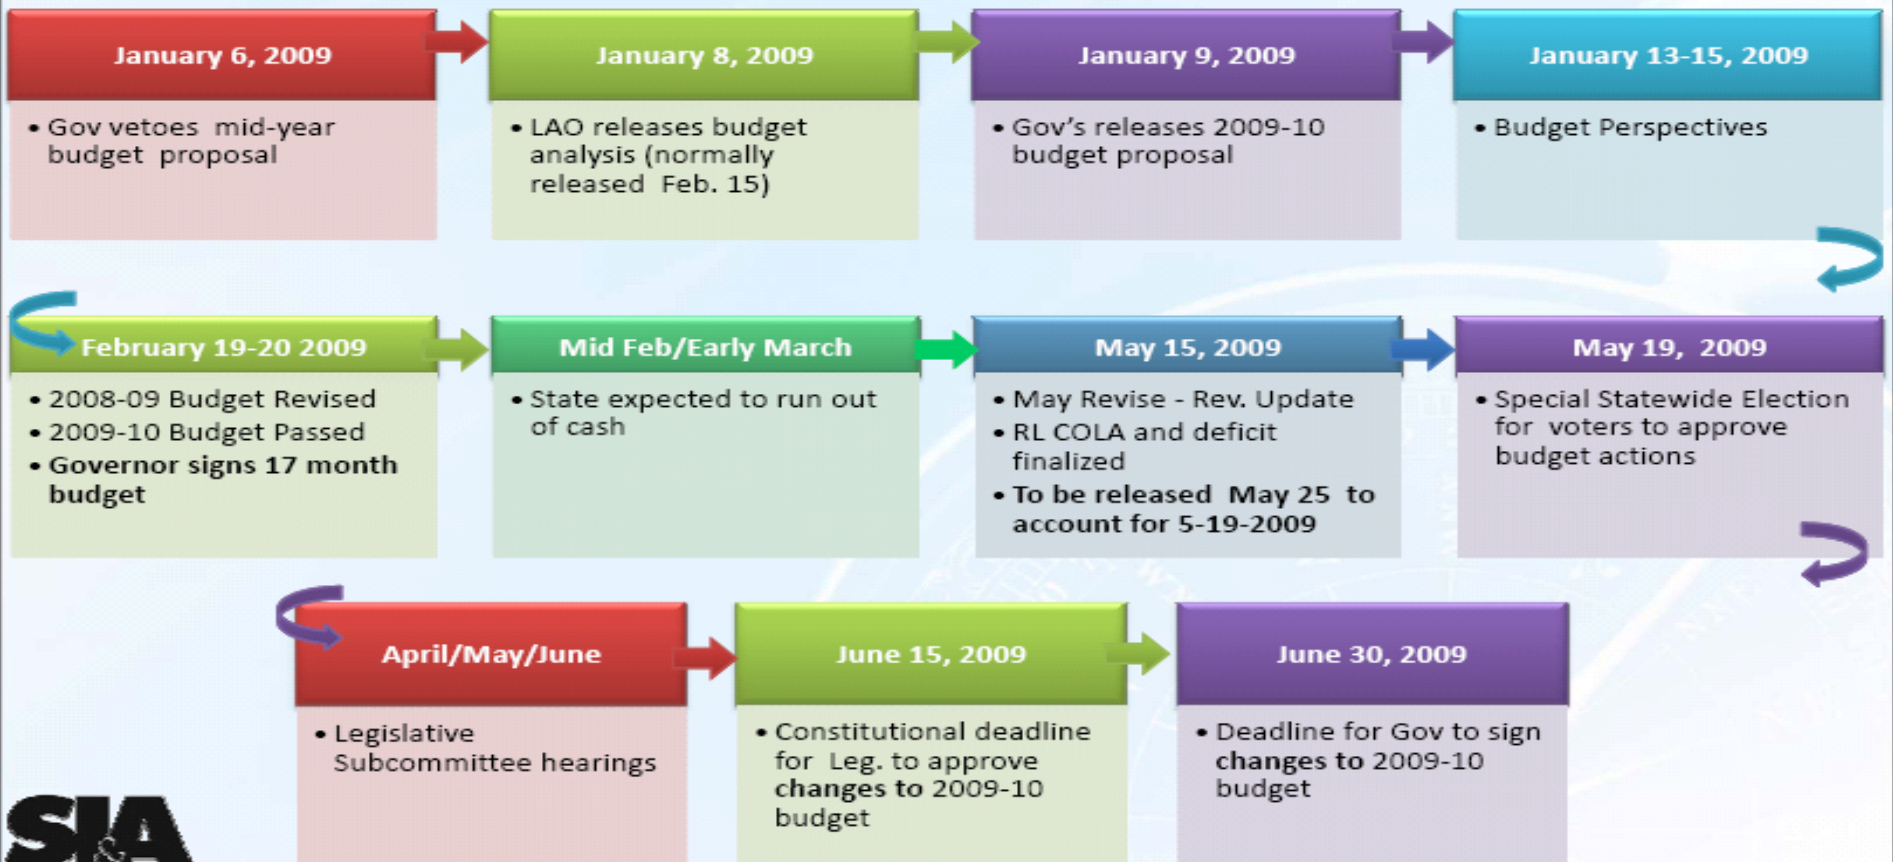 January 6, 2009
• Gov vetoes mid-year
budget proposal
January 8, 2009
• LAO releases budget
analysis (normally
released Feb. 15)
January 9, 2009
• Gov’s releases 2009-10
budget proposal
January 13-15, 2009
• Budget Perspectives
February 19-20 2009
• 2008-09 Budget Revised
• 2009-10 Budget Passed
• Governor signs 17 month
budget
Mid Feb/Early March
• State expected to run out
of cash
May 15, 2009
• May Revise - Rev. Update
• RL COLA and deficit
finalized
• To be released May 25 to
account for 5-19-2009
May 19, 2009
• Special Statewide Election
for voters to approve
budget actions
April/May/June
• Legislative
Subcommittee hearings
June 15, 2009
• Constitutional deadline
for Leg. to approve
changes to 2009-10
budget
June 30, 2009
• Deadline for Gov to sign
changes to 2009-10
budget